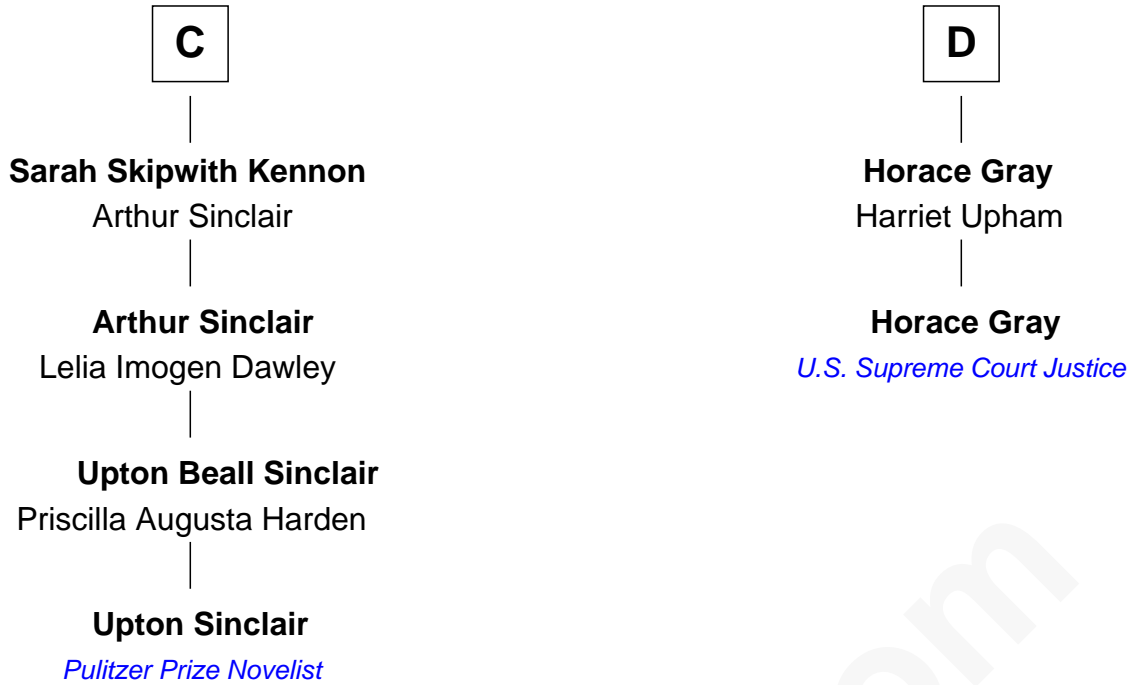 C
Sarah Skipwith Kennon
Arthur Sinclair
Arthur Sinclair
Lelia Imogen Dawley
Upton Beall Sinclair
Priscilla Augusta Harden
Upton Sinclair
Pulitzer Prize Novelist
D
Horace Gray
Harriet Upham
Horace Gray
U.S. Supreme Court Justice
om